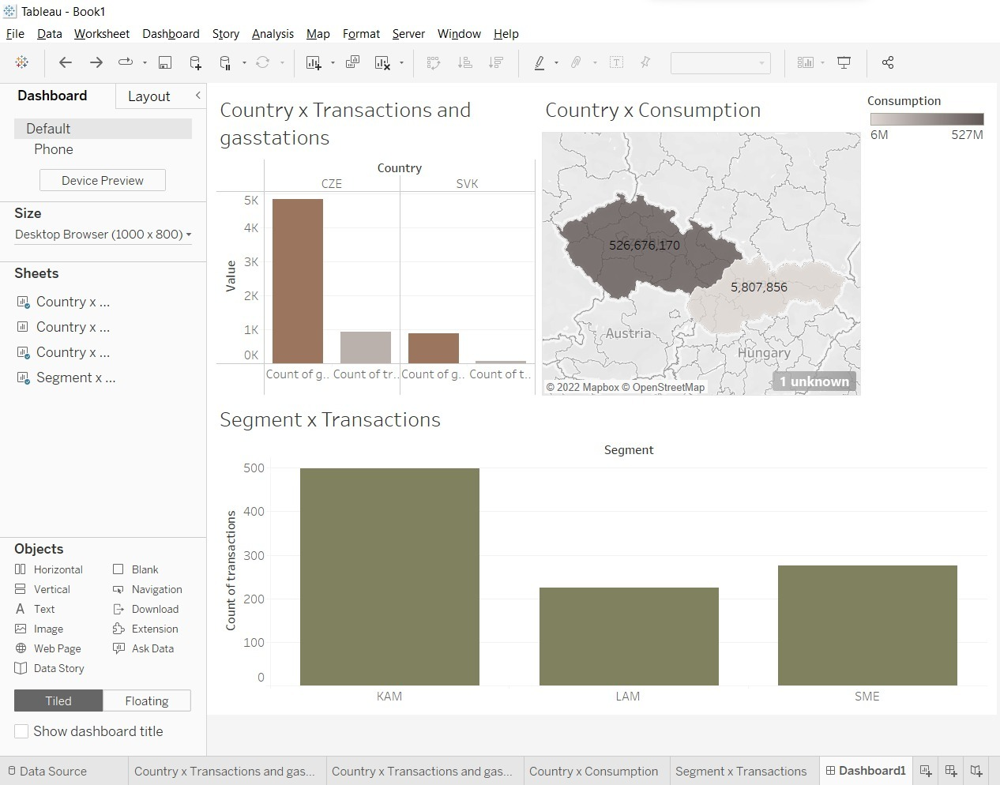 Tableau - Book1
File Data Worksheet Dashboard Story Analysis Map Format Server Window Help
Dashboard
Layout
Default
Phone
Device Preview
Size
Desktop Browser (1000 x 800)
Sheets
Country x ...
Country x ...
Country x ...
Segment x ...
Objects
Horizontal Blank
Vertical Navigation
Text Download
Image Extension
Web Page Ask Data
Data Story
Tiled Floating
Show dashboard title
Country x Transactions and
gasstations
Country
CZE SVK
Value
5K
4K
3K
2K
1K
0K
Count of g.. Count of tr.. Count of g.. Count of t..
Country x Consumption
526,676,170
5,807,856
Austria
Hungary
1 unknown
© 2022 Mapbox © OpenStreetMap
Consumption
6M 527M
Segment x Transactions
Segment
Count of transactions
500
400
300
200
100
0
KAM LAM SME
Data Source Country x Transactions and gas... Country x Transactions and gas... Country x Consumption Segment x Transactions Dashboard1